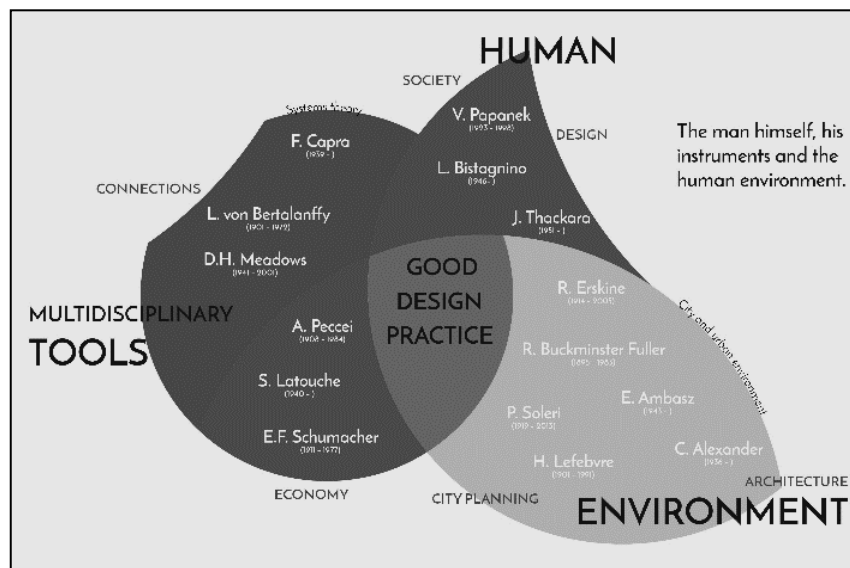 HUMAN
SOCIETY
Systems theory
V. Papanek
(1923 - 1998)
DESIGN
The man himself, his
instruments and the
human environment.
F. Capra
(1939 - )
L. Bistagnino
(1946- )
CONNECTIONS
L. von Bertalanffy
(1901 - 1972)
J. Thackara
(1951 - )
D.H. Meadows
(1941 - 2001)
GOOD
DESIGN
PRACTICE
R. Erskine
(1914 - 2005)
City and urban environment
MULTIDISCIPLINARY
TOOLS
A. Peccei
(1908 - 1984)
R. Buckminster Fuller
(1895 - 1983)
S. Latouche
(1940 - )
E. Ambasz
(1943 - )
P. Soleri
(1919 - 2013)
E.F. Schumacher
(1911 - 1977)
C. Alexander
(1936 - )
H. Lefebvre
(1901 - 1991)
ECONOMY
CITY PLANNING
ARCHITECTURE
ENVIRONMENT